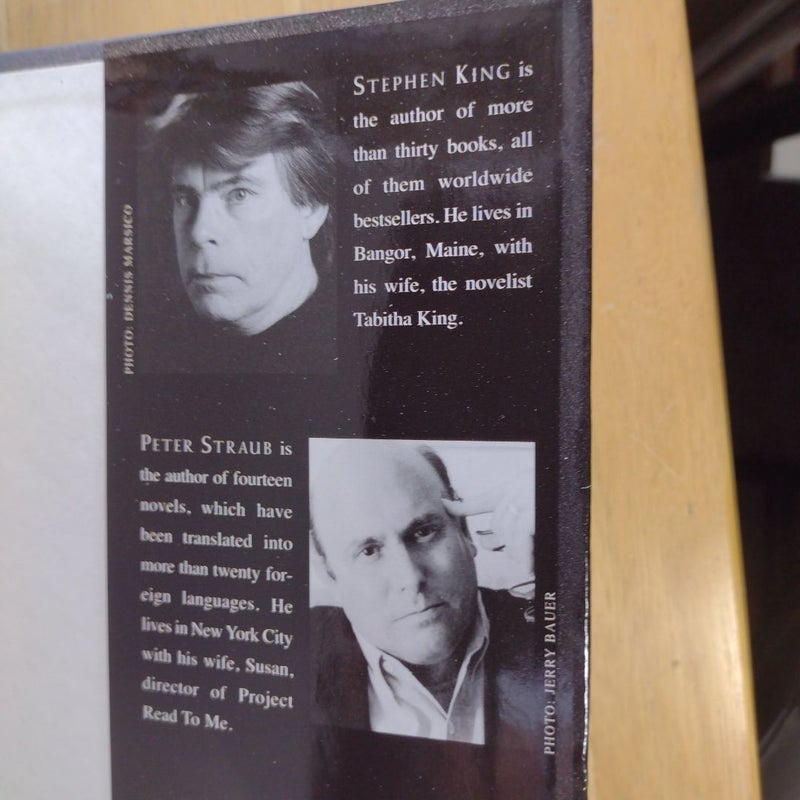 STEPHEN KING is
the author of more
than thirty books, all
of them worldwide
bestsellers. He lives in
Bangor, Maine, with
his wife, the novelist
Tabitha King.
PHOTO: DENNIS MARSICO
PETER STRAUB is
the author of fourteen
novels, which have
been translated into
more than twenty for-
eign languages. He
lives in New York City
with his wife, Susan,
director of Project
Read To Me.
PHOTO: JERRY BAUER